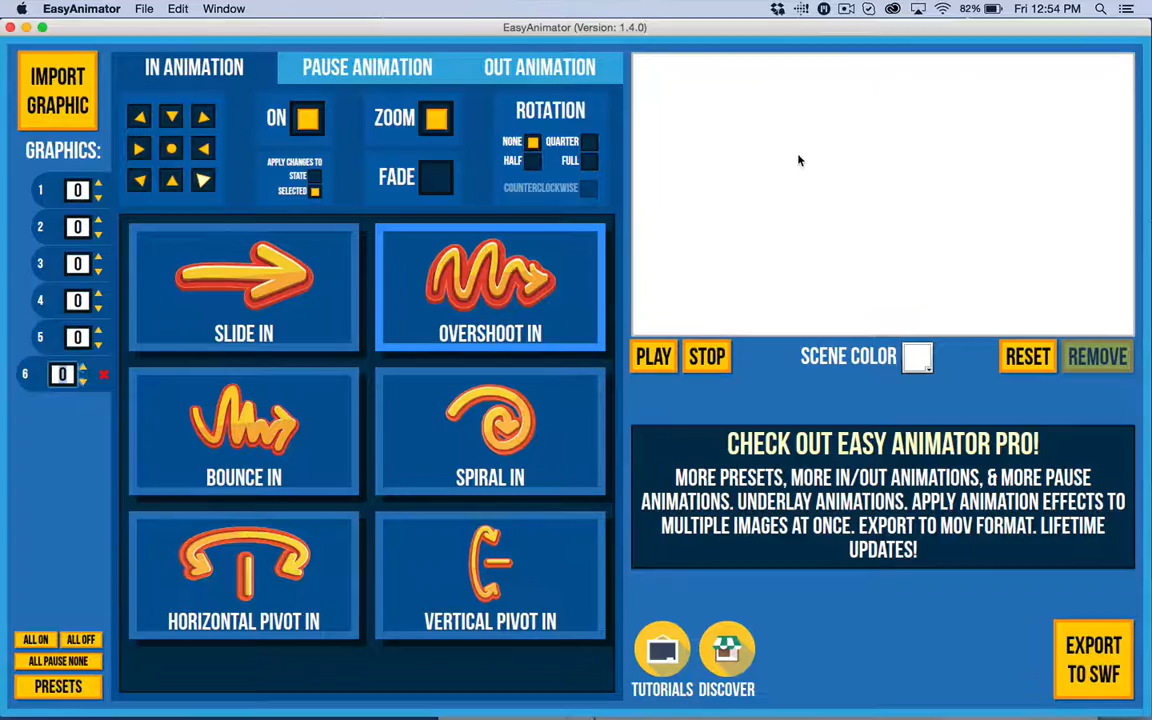 EasyAnimator File Edit Window
82% Fri 12:54 PM
EasyAnimator (Version: 1.4.0)
IMPORT
GRAPHIC
GRAPHICS:
1 0
2 0
3 0
4 0
5 0
6 0
ALL ON ALL OFF
ALL PAUSE NONE
PRESETS
IN ANIMATION PAUSE ANIMATION OUT ANIMATION
ON
APPLY CHANGES TO
STATE
SELECTED
ZOOM
FADE
ROTATION
NONE QUARTER
HALF FULL
COUNTERCLOCKWISE
SLIDE IN OVERSHOOT IN
BOUNCE IN SPIRAL IN
HORIZONTAL PIVOT IN VERTICAL PIVOT IN
PLAY STOP SCENE COLOR RESET REMOVE
CHECK OUT EASY ANIMATOR PRO!
MORE PRESETS, MORE IN/OUT ANIMATIONS, & MORE PAUSE
ANIMATIONS. UNDERLAY ANIMATIONS. APPLY ANIMATION EFFECTS TO
MULTIPLE IMAGES AT ONCE. EXPORT TO MOV FORMAT. LIFETIME
UPDATES!
TUTORIALS DISCOVER
EXPORT
TO SWF